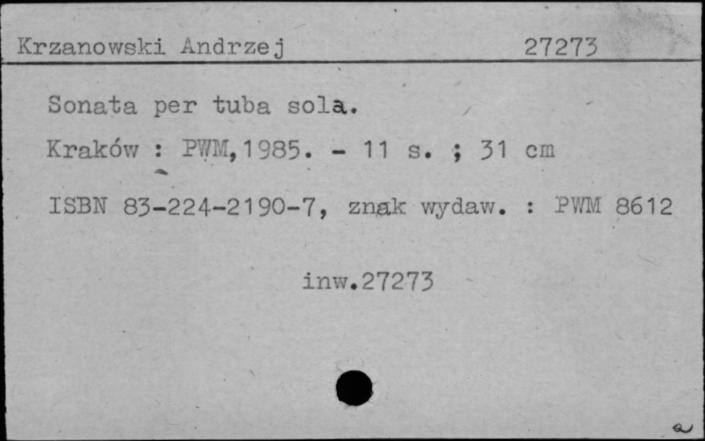 Krzanowski Andrzej 27273
Sonata per tuba sola.
Kraków : PWM,1985. - 11 s. ; 31 cm
ISBN 83-224-2190-7, znak wydaw. : PWM 8612
inw.27273
a